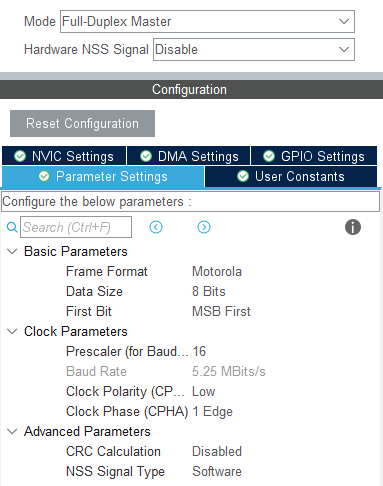 Mode Full-Duplex Master
Hardware NSS Signal Disable
Configuration
Reset Configuration
NVIC Settings DMA Settings GPIO Settings
Parameter Settings User Constants
Configure the below parameters :
Search (Ctrl+F)
Basic Parameters
Frame Format Motorola
Data Size 8 Bits
First Bit MSB First
Clock Parameters
Prescaler (for Baud... 16
Baud Rate 5.25 MBits/s
Clock Polarity (CP... Low
Clock Phase (CPHA) 1 Edge
Advanced Parameters
CRC Calculation Disabled
NSS Signal Type Software